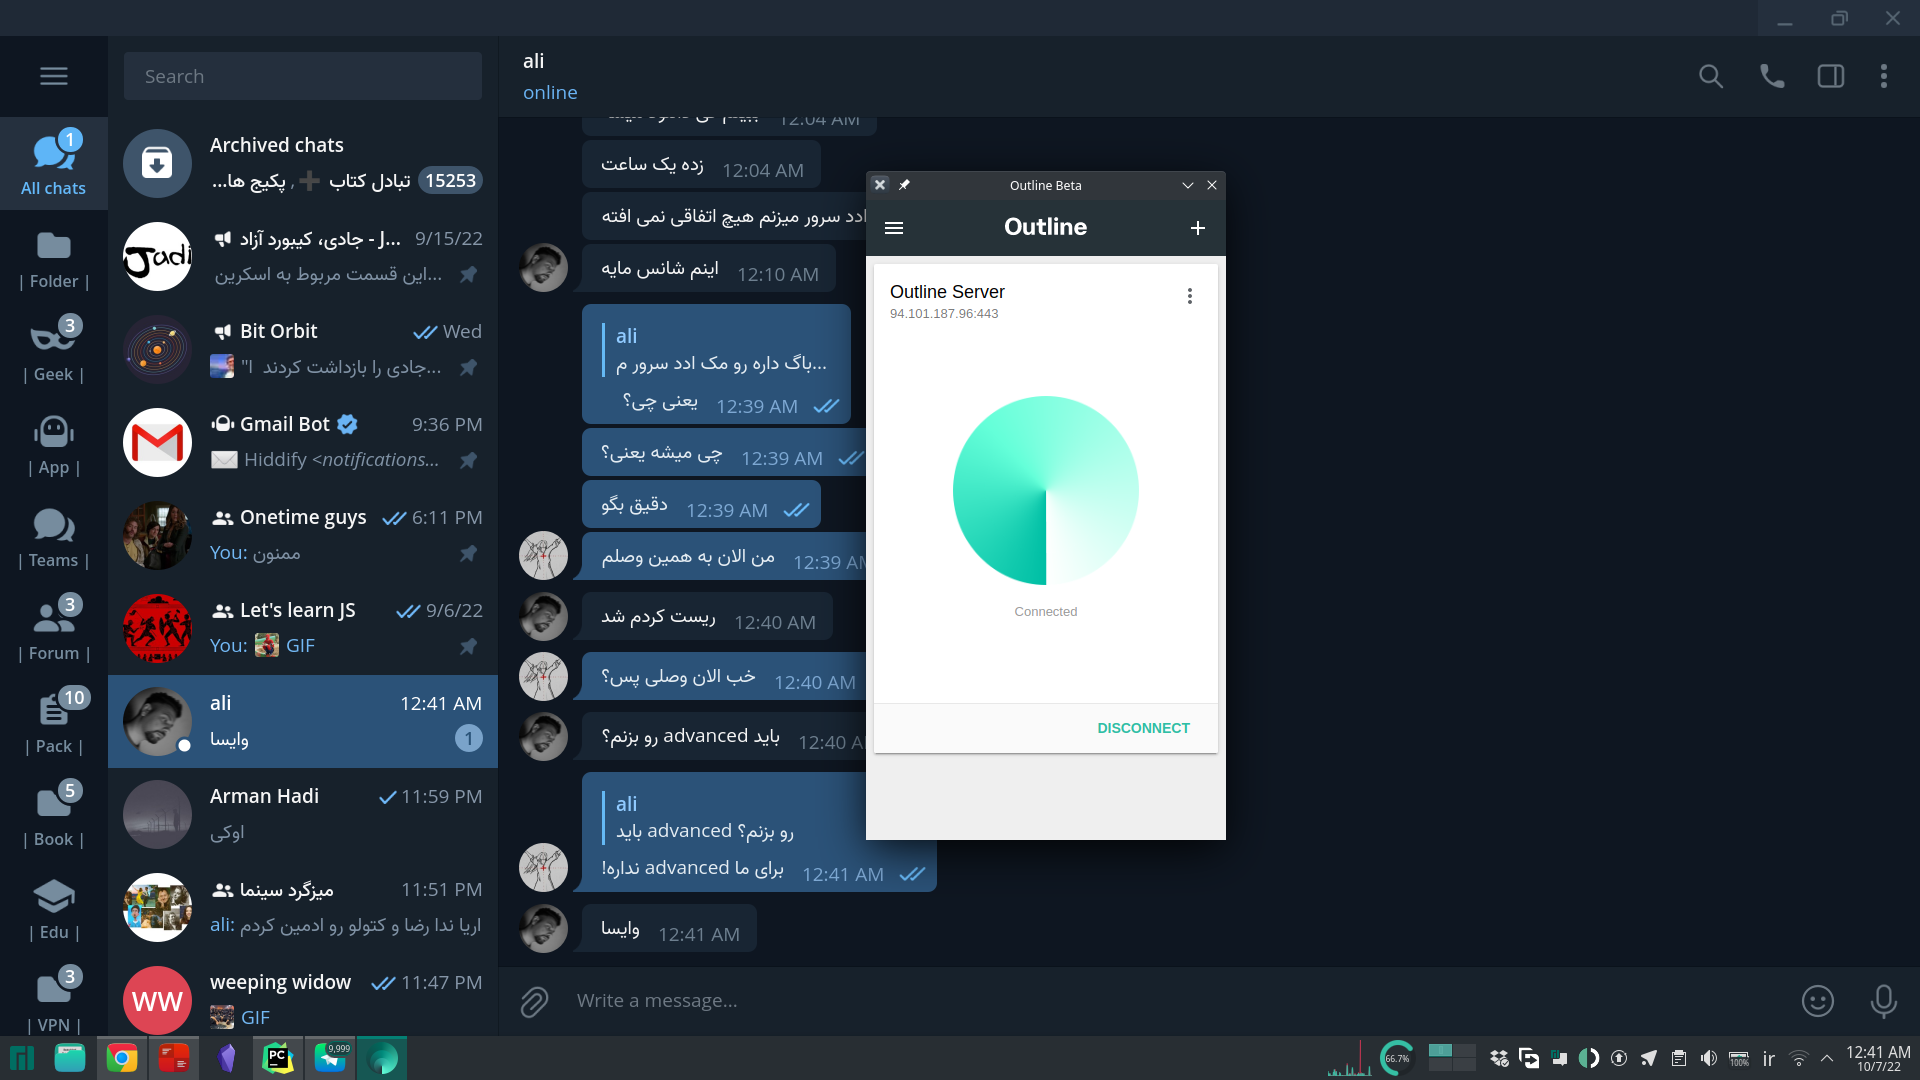 Search
1
All chats
| Folder |
3
| Geek |
| App |
| Teams |
3
| Forum |
10
| Pack |
5
| Book |
| Edu |
3
| VPN |
Archived chats
تبادل کتاب ➕, پکیج ها...
15253
جادی، کیبورد آزاد - J...
9/15/22
این قسمت مربوط به اسکرین...
Bit Orbit
Wed
"ا جادی را بازداشت کردند...
Gmail Bot
9:36 PM
Hiddify <notifications...
Onetime guys
6:11 PM
You: ممنون
Let's learn JS
9/6/22
You: GIF
ali
12:41 AM
وایسا
1
Arman Hadi
11:59 PM
اوکی
میزگرد سینما
11:51 PM
ali: اریا ندا رضا و کتولو رو ادمین کردم
WW
weeping widow
11:47 PM
GIF
ali
online
12:04 AM
زده یک ساعت
12:04 AM
ادد سرور میزنم هیچ اتفاقی نمی افته
اینم شانس مایه
12:10 AM
ali
باگ داره رو مک ادد سرور م...
یعنی چی؟
12:39 AM
چی میشه یعنی؟
12:39 AM
دقیق بگو
12:39 AM
من الان به همین وصلم
12:39 AM
ریست کردم شد
12:40 AM
خب الان وصلی پس؟
12:40 AM
باید advanced رو بزنم؟
12:40 A
ali
باید advanced رو بزنم؟
برای ما advanced نداره!
12:41 AM
وایسا
12:41 AM
Write a message...
Outline Beta
Outline
Outline Server
94.101.187.96:443
Connected
DISCONNECT
Jadi
PC
9,999
66.7%
100%
ir
12:41 AM
10/7/22